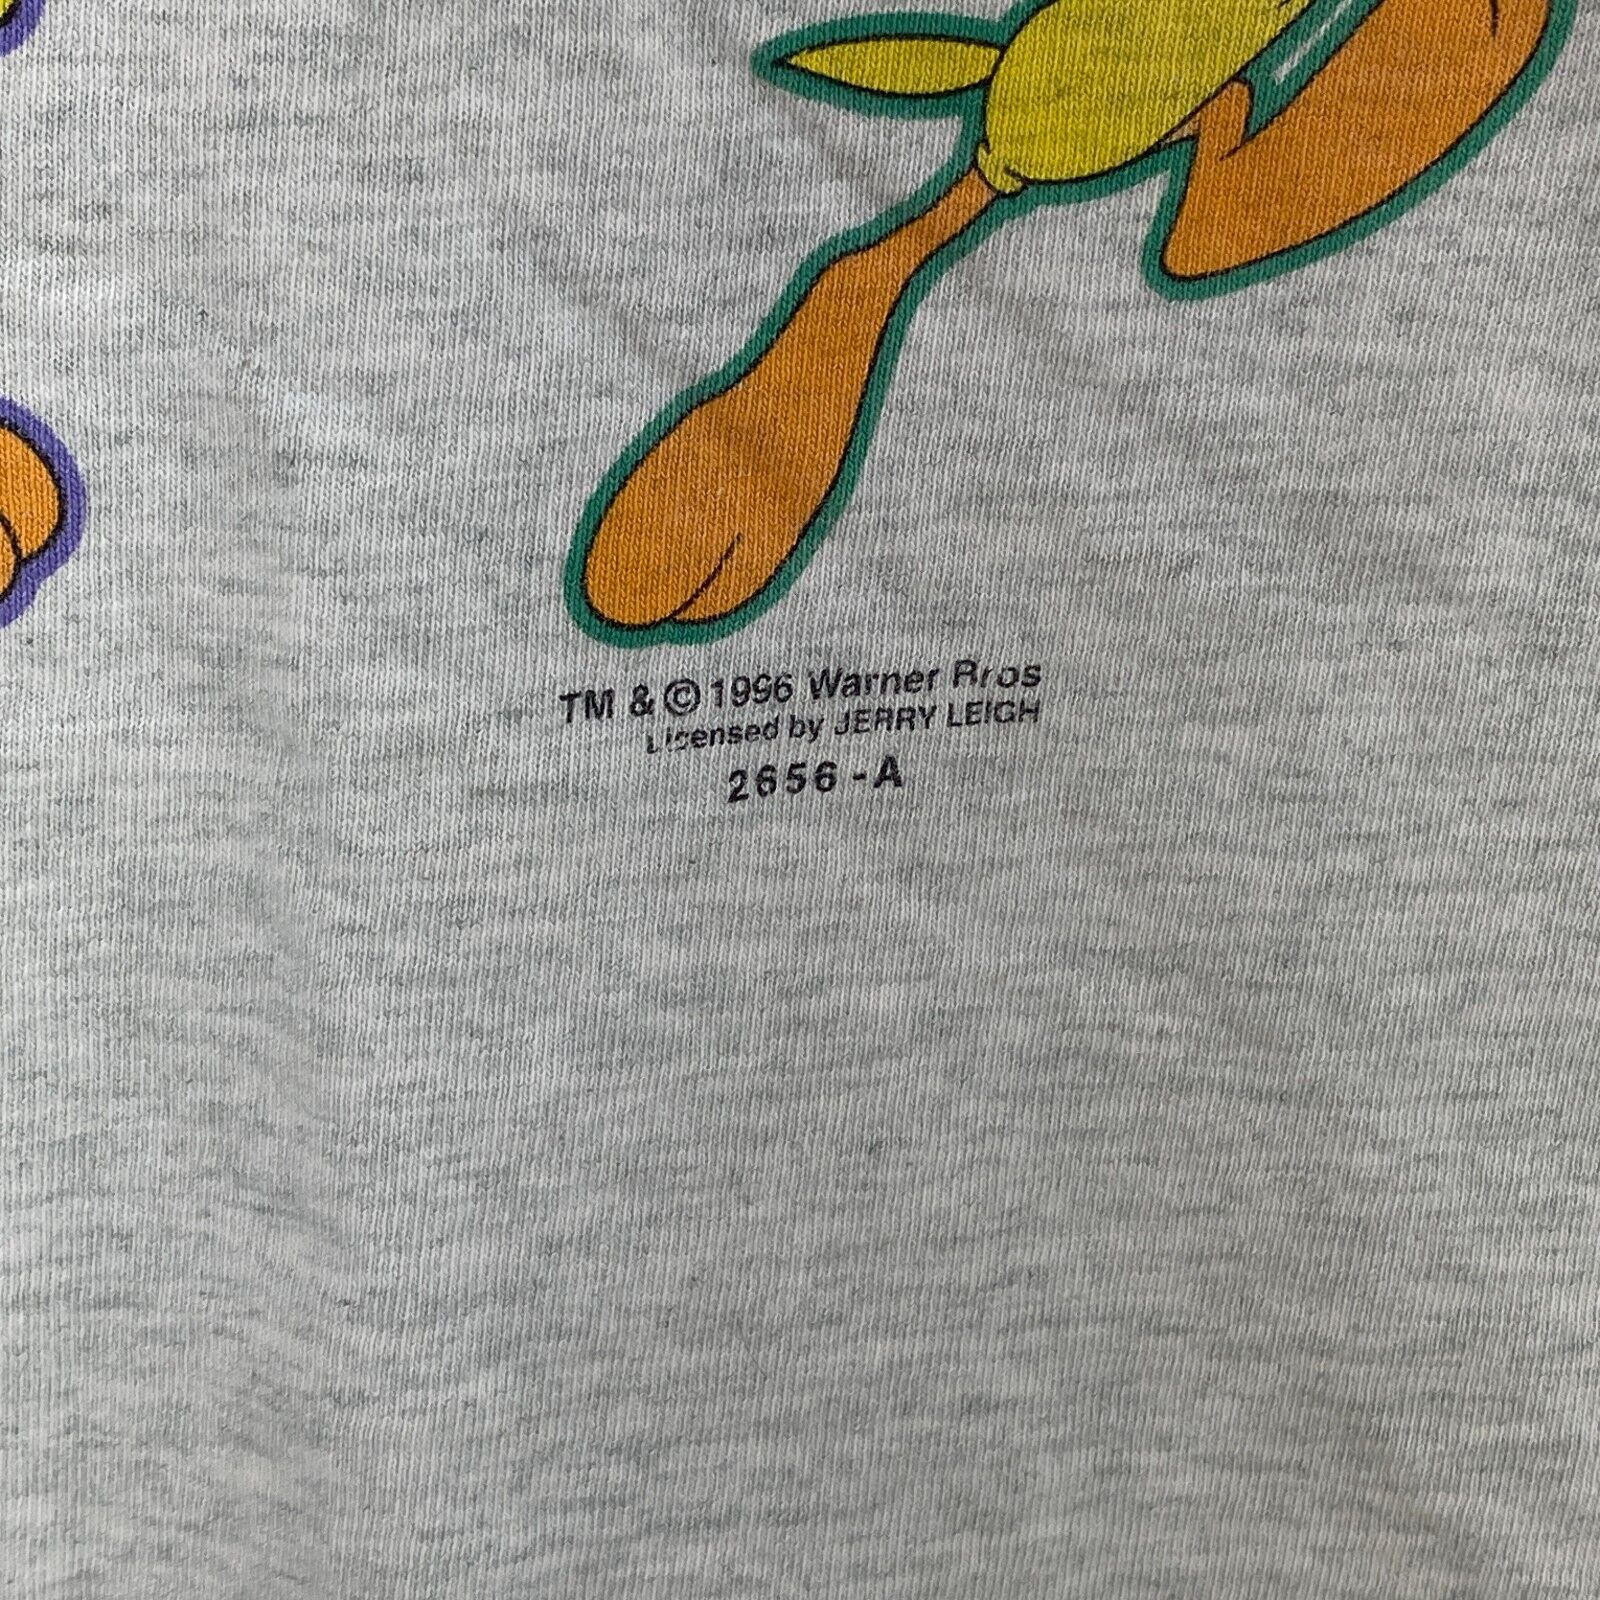 TM & © 1996 Warner Bros
Licensed by JERRY LEIGH
2656-A